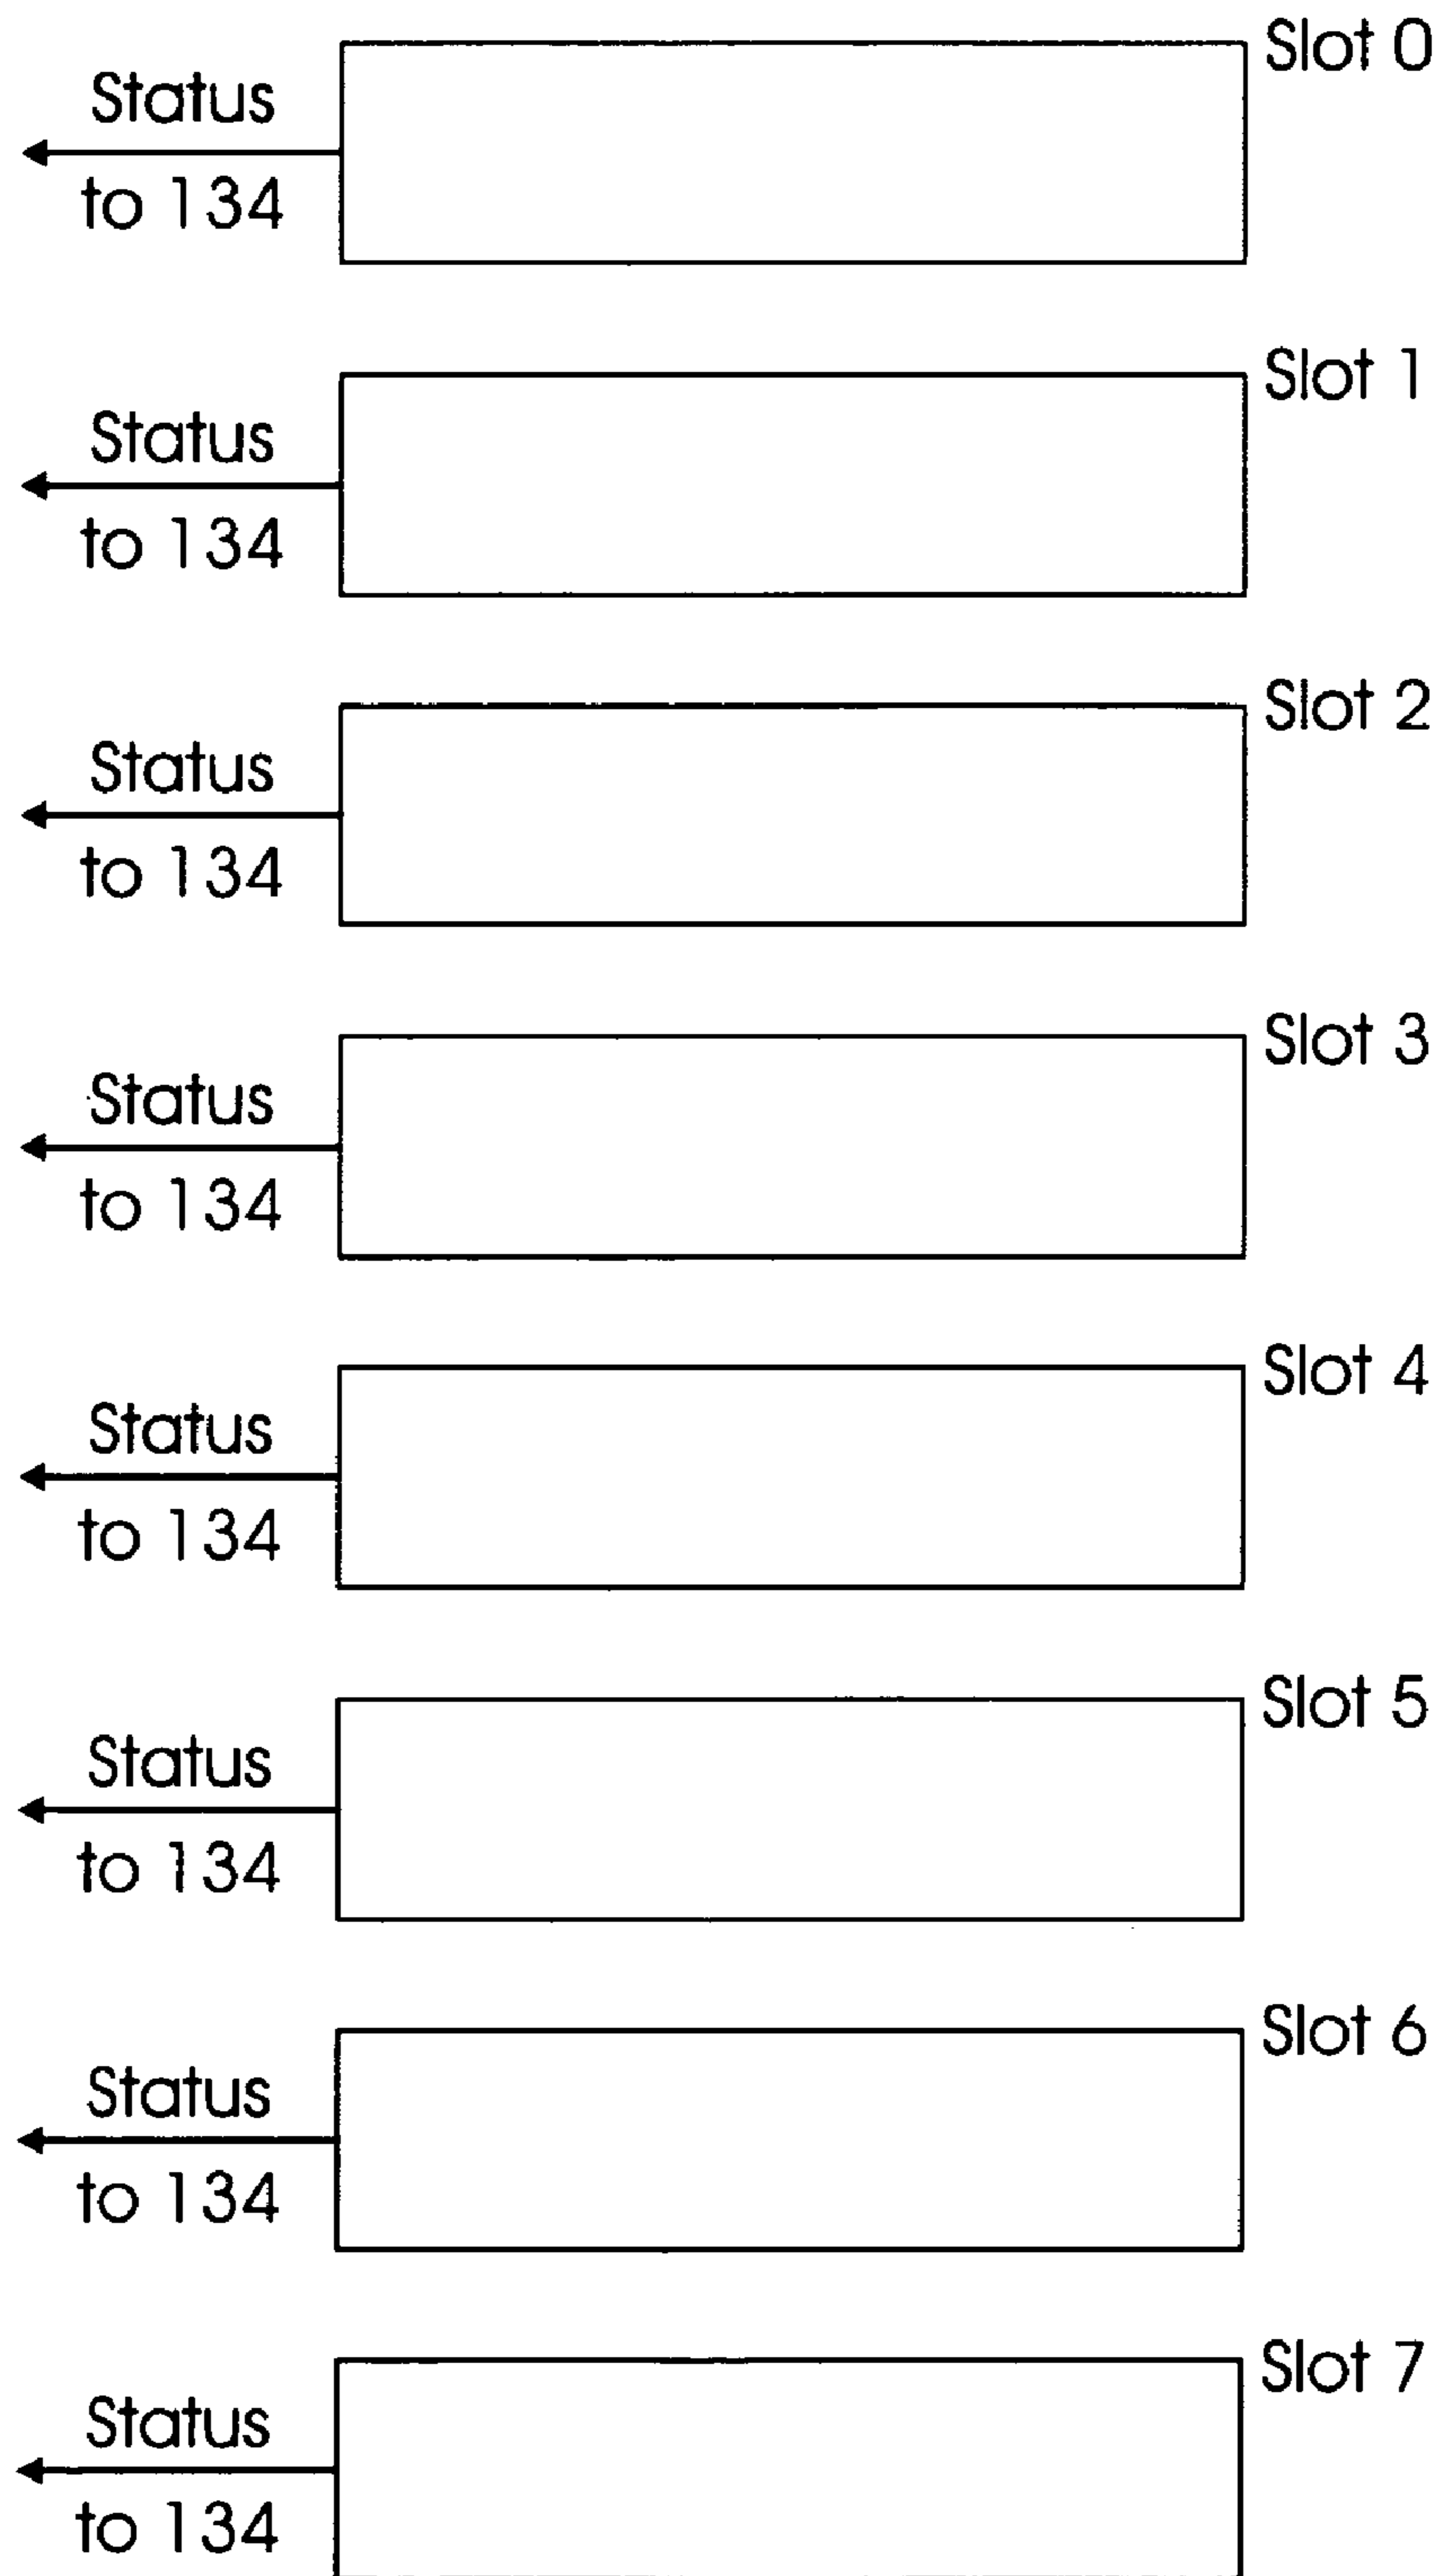 Slot 0
Status
to 134
Slot 1
Status
to 134
Slot 2
Status
to 134
Slot 3
Status
to 134
Slot 4
Status
to 134
Slot 5
Status
to 134
Slot 6
Status
to 134
Slot 7
Status
to 134